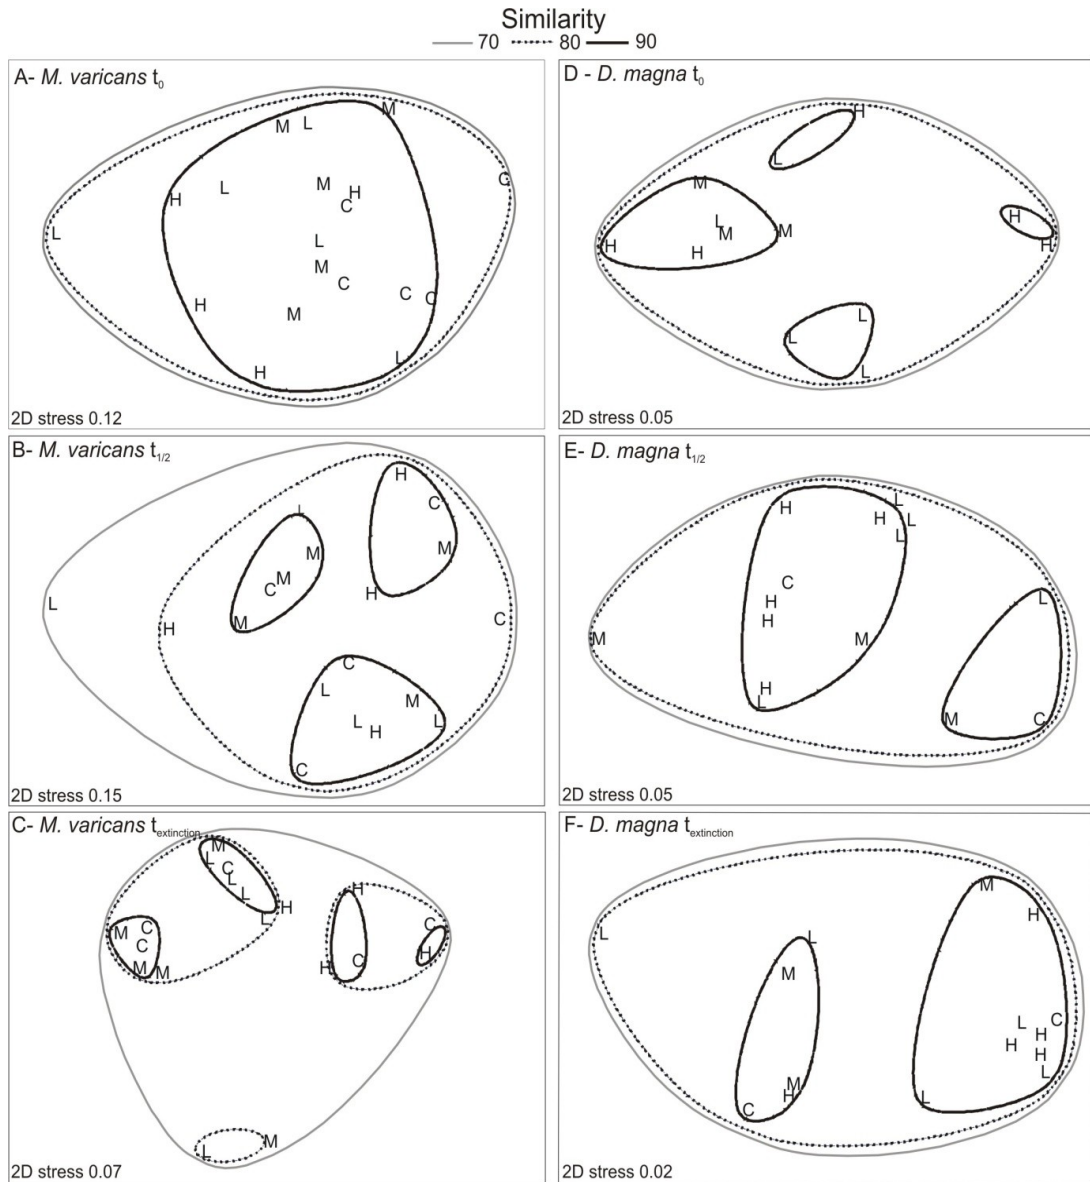 Similarity
70 80 90
A- M. varicans t0
M
M L
C
L M H
H C
L
L
M
C
C C
H
M
L
H
2D stress 0.12
D - D. magna t0
H
L
M
H
L
M M
H H
H
L
L
L
2D stress 0.05
B- M. varicans t1/2
H
C
L
M
M
M
C H
L
C
M
H
C
L
M
L L
H
C
2D stress 0.15
E- D. magna t1/2
L
H
H L
L
C
L
H
H
M M
H
L
M C
2D stress 0.05
C- M. varicans textinction
M
L
C
L
L
H
H
L
C C
M
C
H
C
H
M M
M
L
2D stress 0.07
F- D. magna textinction
M
H
L L
M
L C
H
H
H
L
M
H
L
C
2D stress 0.02